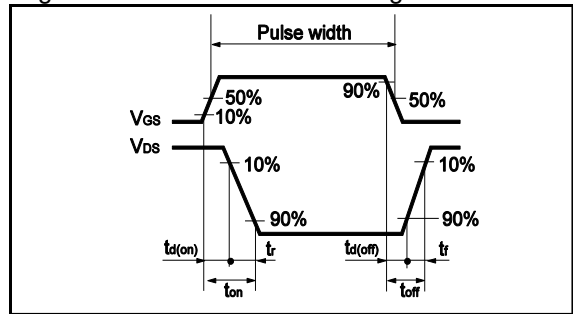 Pulse width
90%
50%
50%
10%
VGS
VDS
10%
10%
90%
90%
td(on)
tr
td(off)
tf
ton
toff